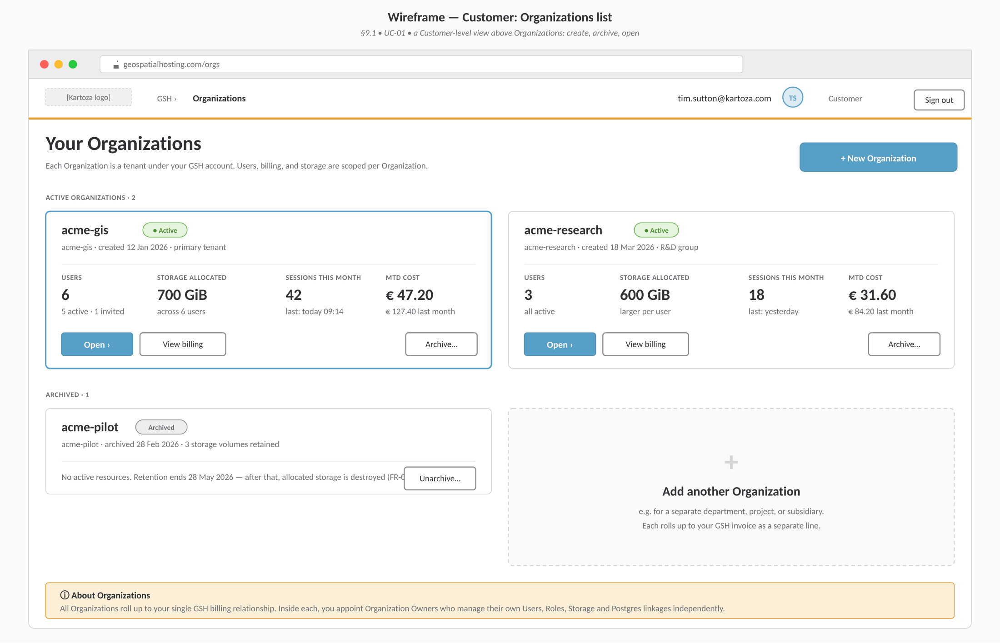 Wireframe — Customer: Organizations list
§9.1 • UC-01 • a Customer-level view above Organizations: create, archive, open
geospatialhosting.com/orgs
[Kartoza logo]
GSH ›
Organizations
tim.sutton@kartoza.com
TS
Customer
Sign out
Your Organizations
Each Organization is a tenant under your GSH account. Users, billing, and storage are scoped per Organization.
+ New Organization
ACTIVE ORGANIZATIONS · 2
acme-gis
● Active
acme-gis · created 12 Jan 2026 · primary tenant
USERS
STORAGE ALLOCATED
SESSIONS THIS MONTH
MTD COST
6
700 GiB
42
€ 47.20
5 active · 1 invited
across 6 users
last: today 09:14
€ 127.40 last month
Open ›
View billing
Archive…
acme-research
● Active
acme-research · created 18 Mar 2026 · R&D group
USERS
STORAGE ALLOCATED
SESSIONS THIS MONTH
MTD COST
3
600 GiB
18
€ 31.60
all active
larger per user
last: yesterday
€ 84.20 last month
Open ›
View billing
Archive…
ARCHIVED · 1
acme-pilot
Archived
acme-pilot · archived 28 Feb 2026 · 3 storage volumes retained
No active resources. Retention ends 28 May 2026 — after that, allocated storage is destroyed
Unarchive…
+
Add another Organization
e.g. for a separate department, project, or subsidiary.
Each rolls up to your GSH invoice as a separate line.
ⓘ About Organizations
All Organizations roll up to your single GSH billing relationship. Inside each, you appoint Organization Owners who manage their own Users, Roles, Storage and Postgres linkages independently.